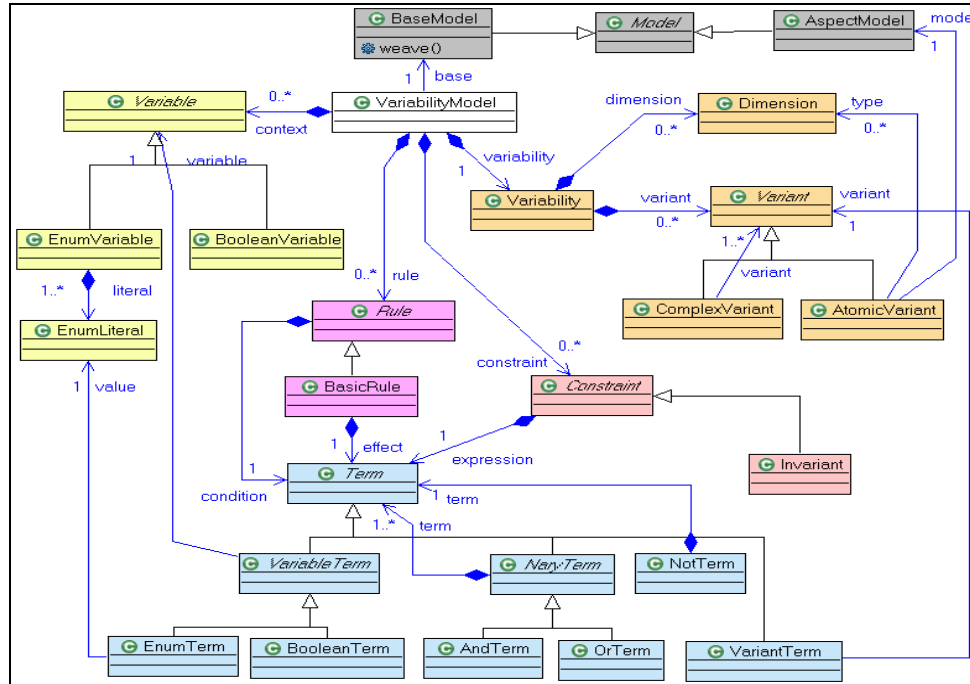 BaseModel
Model
AspectModel
model
weave()
1
1
base
Variable
0..*
VariabilityModel
dimension
Dimension
type
context
0..*
0..*
1
variable
variability
1
Variability
variant
Variant
variant
0..*
1
EnumVariable
BooleanVariable
1..*
variant
1..*
literal
0..*
rule
ComplexVariant
AtomicVariant
EnumLiteral
Rule
0..*
constraint
1
value
BasicRule
Constraint
1
effect
1
expression
Invariant
1
Term
condition
1
term
1..*
term
VariableTerm
NaryTerm
NotTerm
EnumTerm
BooleanTerm
AndTerm
OrTerm
VariantTerm